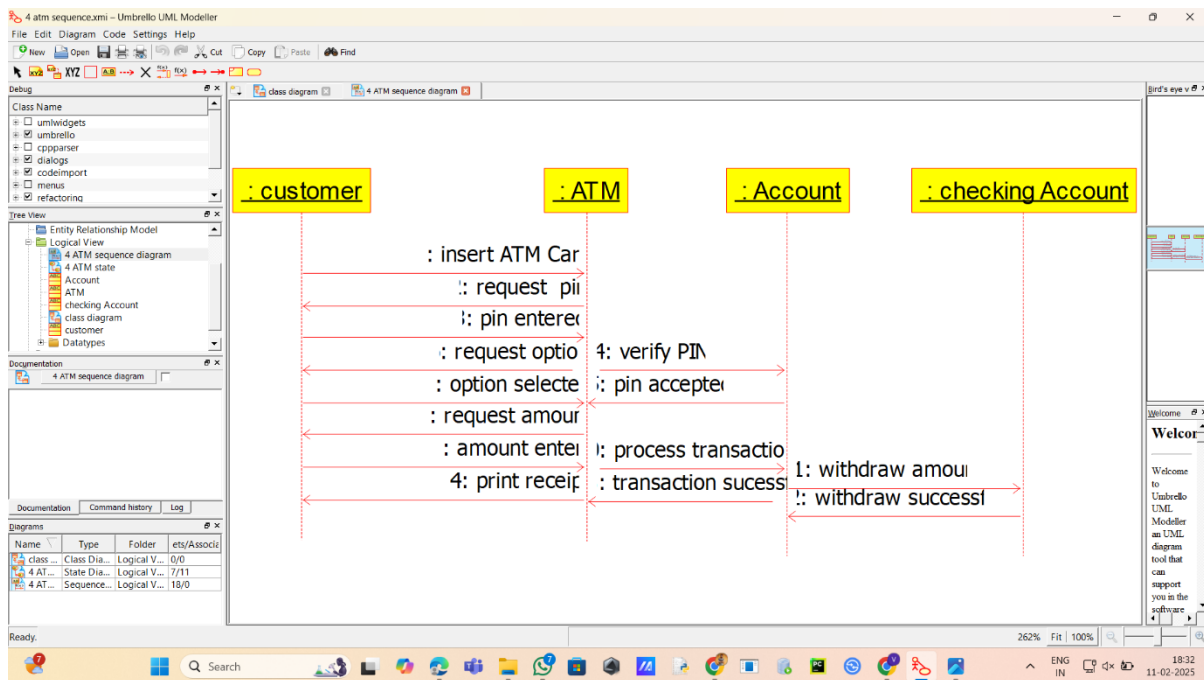 4 atm sequence.xmi – Umbrello UML Modeller
File Edit Diagram Code Settings Help
New Open Cut Copy Paste Find
XYZ
Debug
class diagram 4 ATM sequence diagram
Bird's eye v
Class Name
umlwidgets
umbrello
cppparser
dialogs
codeimport
menus
refactoring
Tree View
Entity Relationship Model
Logical View
4 ATM sequence diagram
4 ATM state
Account
ATM
checking Account
class diagram
customer
Datatypes
Documentation
4 ATM sequence diagram
Documentation Command history Log
Diagrams
Name Type Folder ets/Associa
class ... Class Dia... Logical V... 0/0
4 AT... State Dia... Logical V... 7/11
4 AT... Sequence... Logical V... 18/0
: customer
: ATM
: Account
: checking Account
: insert ATM Car
: request pi
: pin entered
: request optio
4: verify PIN
: option selecte
: pin accepte
: request amour
: amount enter
: process transactio
1: withdraw amou
4: print receip
: transaction sucess
: withdraw successf
Welcome
Welcor
Welcome
to
Umbrello
UML
Modeller
an UML
diagram
tool that
can
support
you in the
software
Ready.
262% Fit 100%
Search
ENG
IN
18:32
11-02-2025